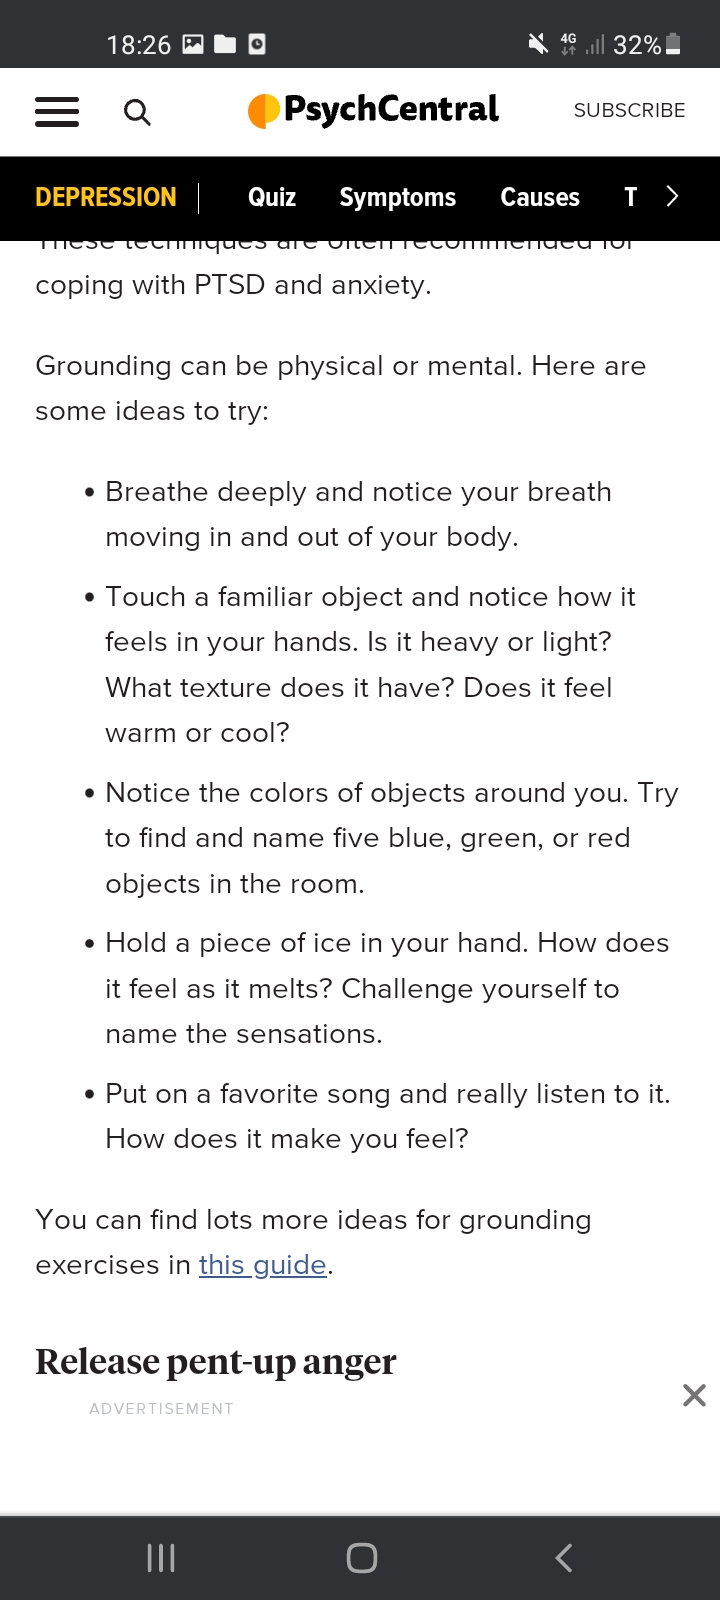 18:26 4G 32%
PsychCentral SUBSCRIBE
DEPRESSION Quiz Symptoms Causes T
These techniques are often recommended for
coping with PTSD and anxiety.
Grounding can be physical or mental. Here are
some ideas to try:
• Breathe deeply and notice your breath
moving in and out of your body.
• Touch a familiar object and notice how it
feels in your hands. Is it heavy or light?
What texture does it have? Does it feel
warm or cool?
• Notice the colors of objects around you. Try
to find and name five blue, green, or red
objects in the room.
• Hold a piece of ice in your hand. How does
it feel as it melts? Challenge yourself to
name the sensations.
• Put on a favorite song and really listen to it.
How does it make you feel?
You can find lots more ideas for grounding
exercises in this guide.
Release pent-up anger
ADVERTISEMENT